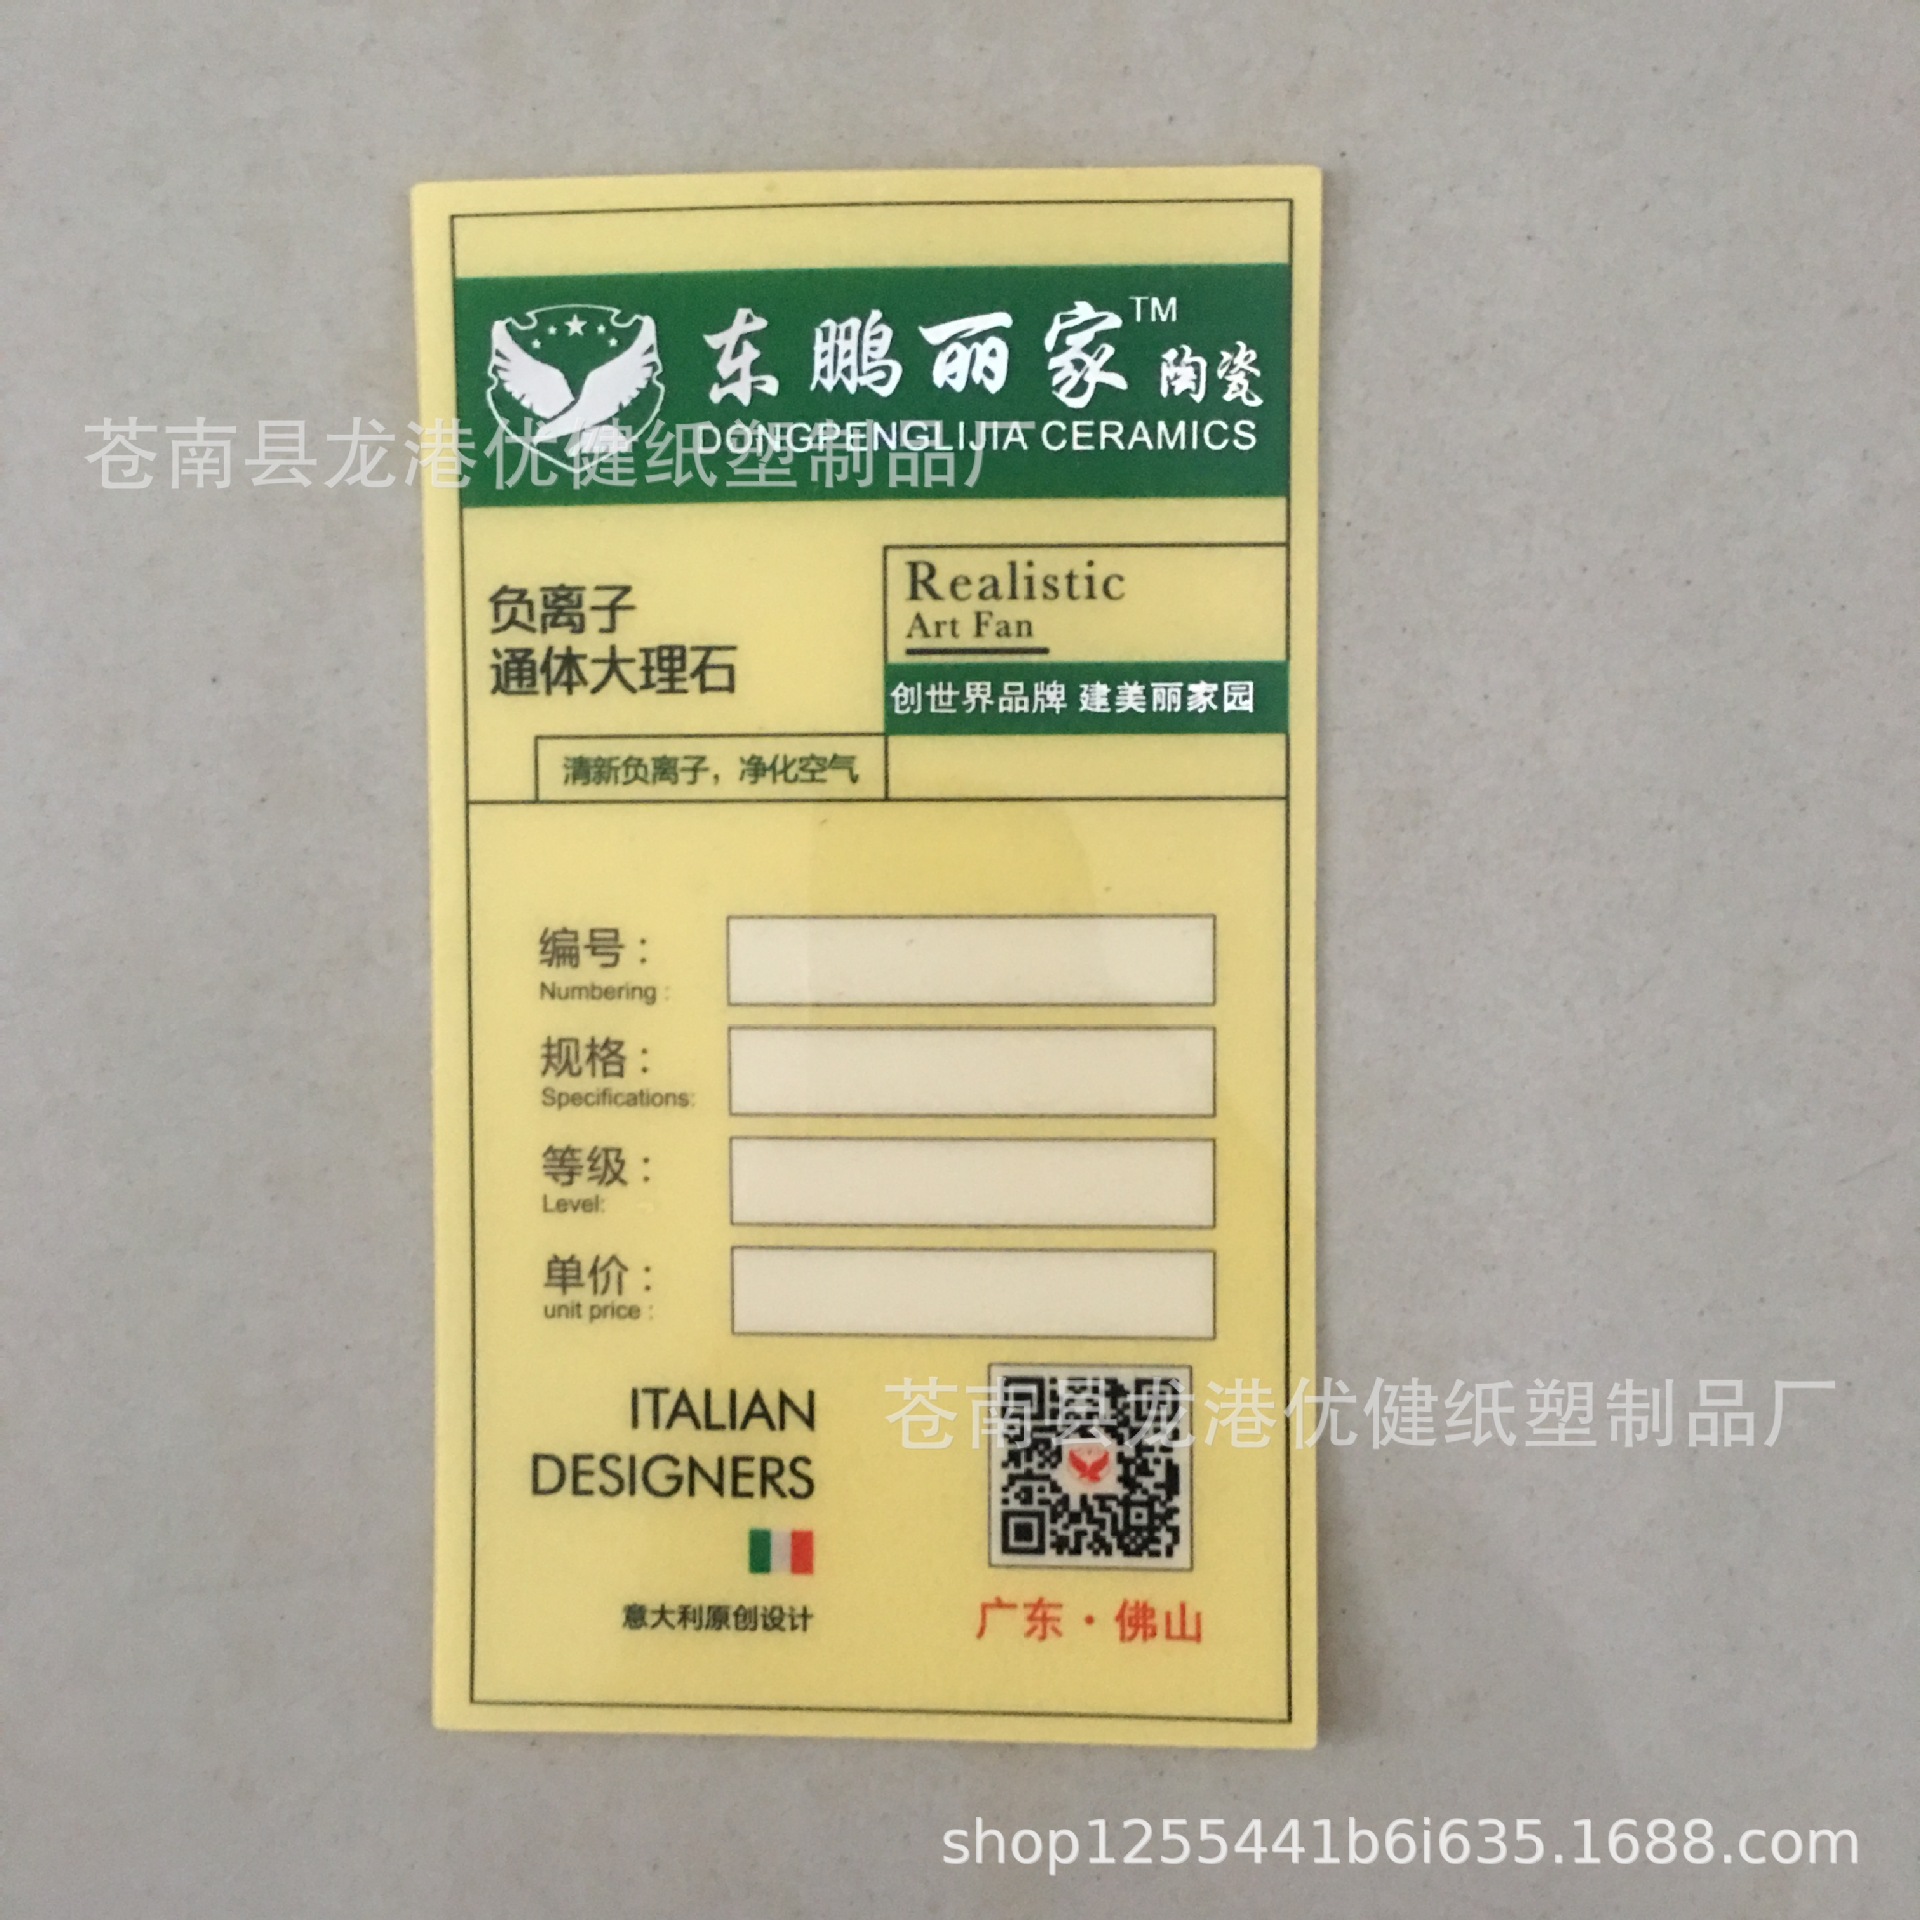 东鹏丽家TM 陶瓷
DONGPENGLIJIA CERAMICS
苍南县龙港优健纸塑制品厂
负离子
通体大理石
Realistic
Art Fan
创世界品牌 建美丽家园
清新负离子，净化空气
编号：
Numbering :
规格：
Specifications:
等级：
Level:
单价：
unit price :
ITALIAN
DESIGNERS
意大利原创设计
苍南县龙港优健纸塑制品厂
广东·佛山
shop1255441b6i635.1688.com